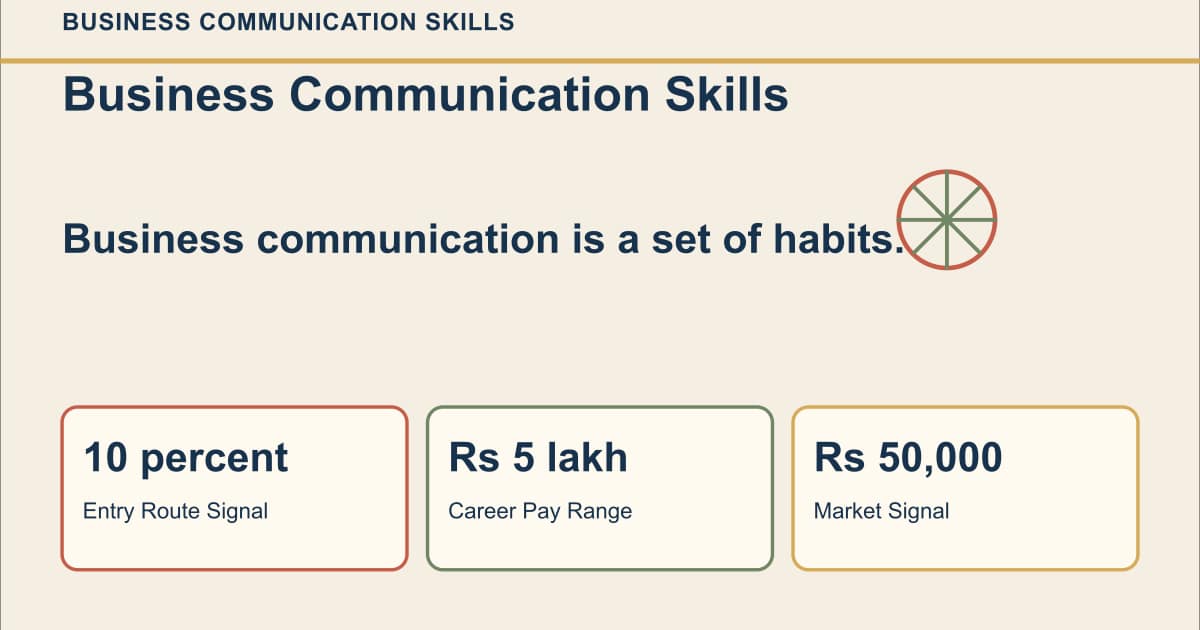 BUSINESS COMMUNICATION SKILLS
Business Communication Skills
Business communication is a set of habits.
10 percent
Entry Route Signal
Rs 5 lakh
Career Pay Range
Rs 50,000
Market Signal